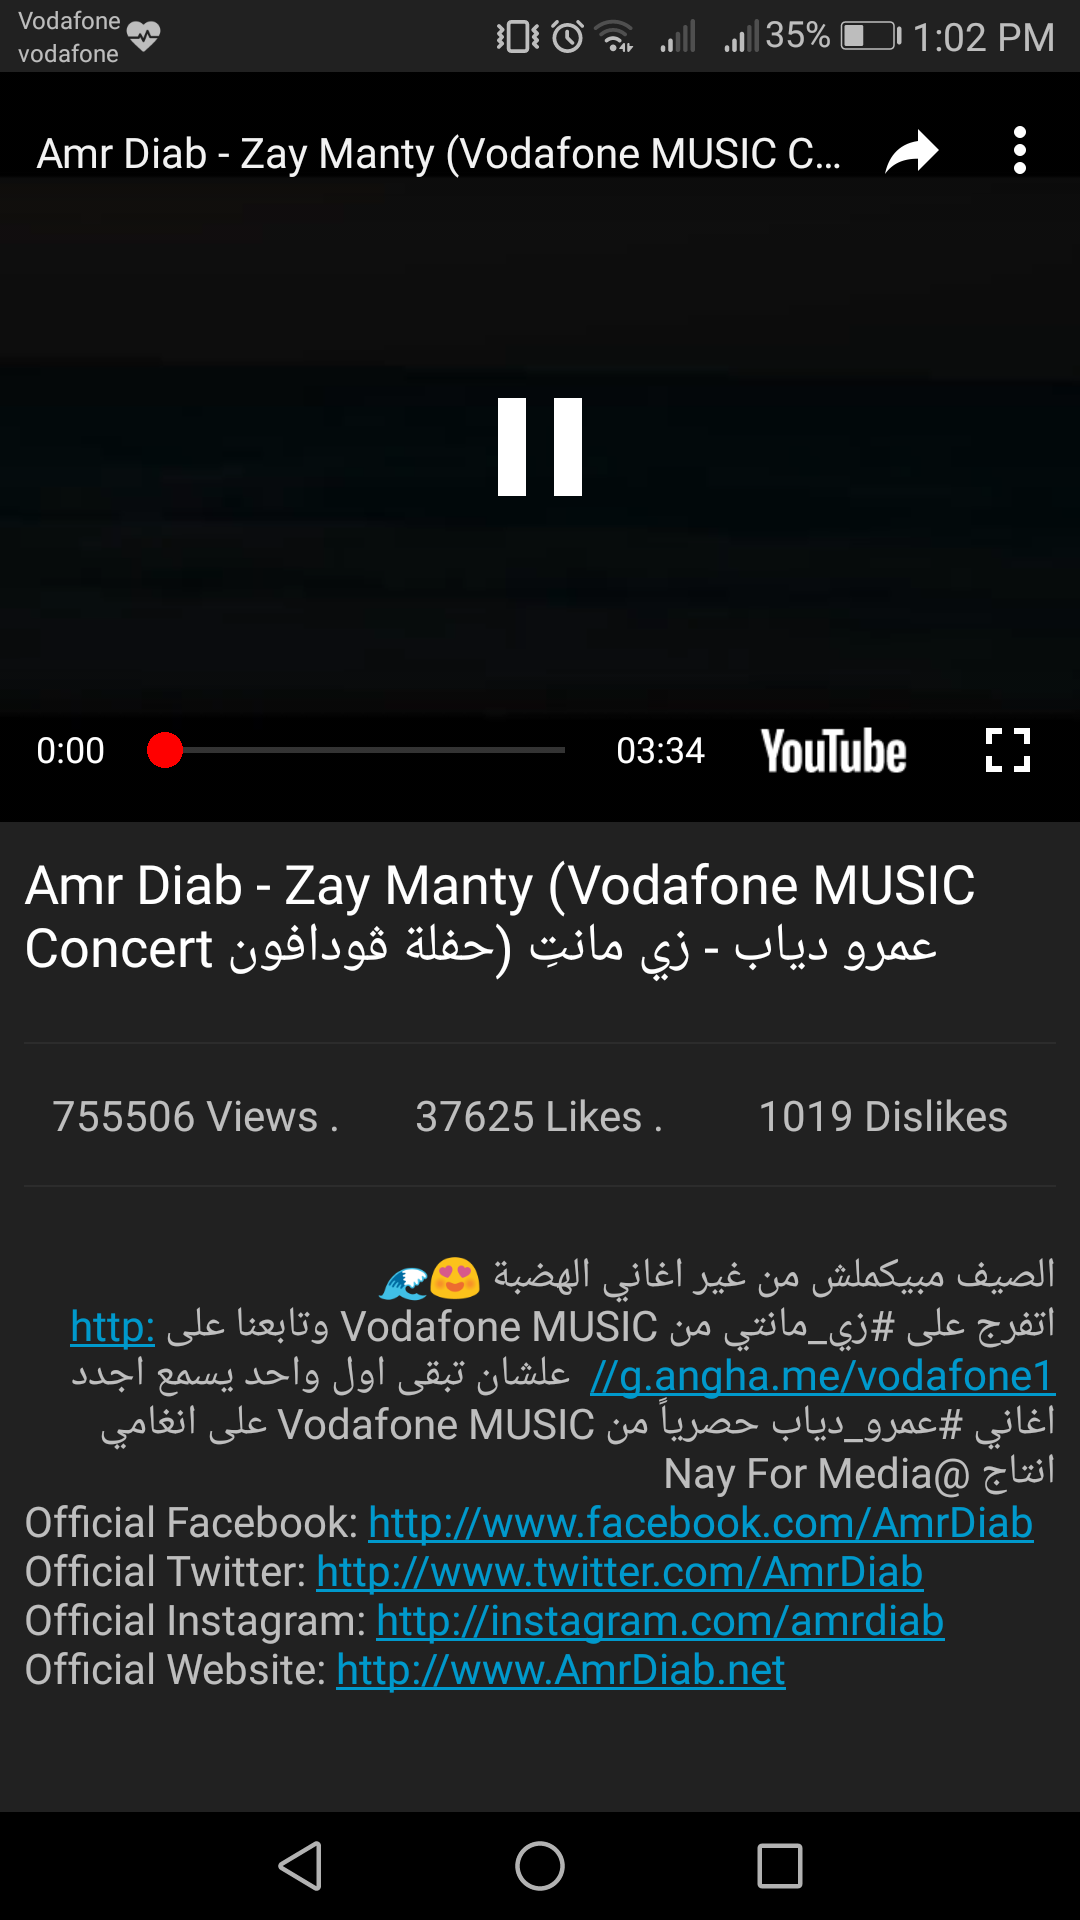 Vodafone
vodafone
35% 1:02 PM
Amr Diab - Zay Manty (Vodafone MUSIC C...
0:00 03:34 YouTube
Amr Diab - Zay Manty (Vodafone MUSIC
Concert عمرو دياب - زي مانتِ (حفلة ڤودافون
755506 Views . 37625 Likes . 1019 Dislikes
الصيف مبيكملش من غير اغاني الهضبة 😍🌊
اتفرج على #زي_مانتي من Vodafone MUSIC وتابعنا على http:
//g.angha.me/vodafone1 علشان تبقى اول واحد يسمع اجدد
اغاني #عمرو_دياب حصرياً من Vodafone MUSIC على انغامي
انتاج @Nay For Media
Official Facebook: http://www.facebook.com/AmrDiab
Official Twitter: http://www.twitter.com/AmrDiab
Official Instagram: http://instagram.com/amrdiab
Official Website: http://www.AmrDiab.net